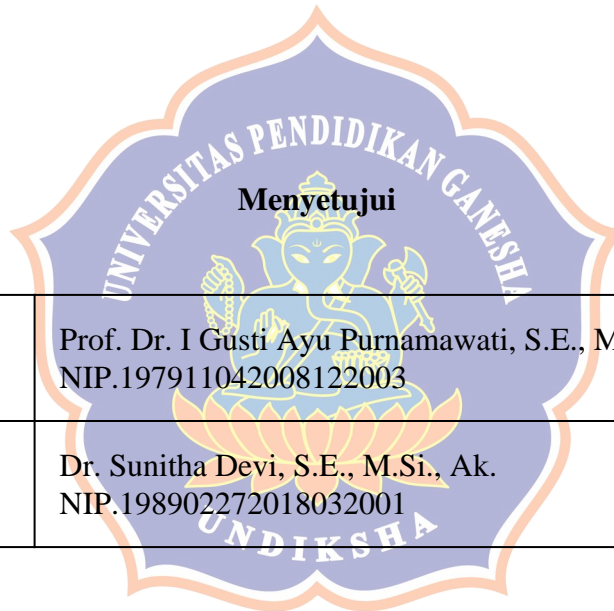 UNIVERSITAS PENDIDIKAN GANESHA
Menyetujui
Prof. Dr. I Gusti Ayu Purnamawati, S.E., M
NIP.197911042008122003
Dr. Sunitha Devi, S.E., M.Si., Ak.
NIP.198902272018032001
UNDIKSHA